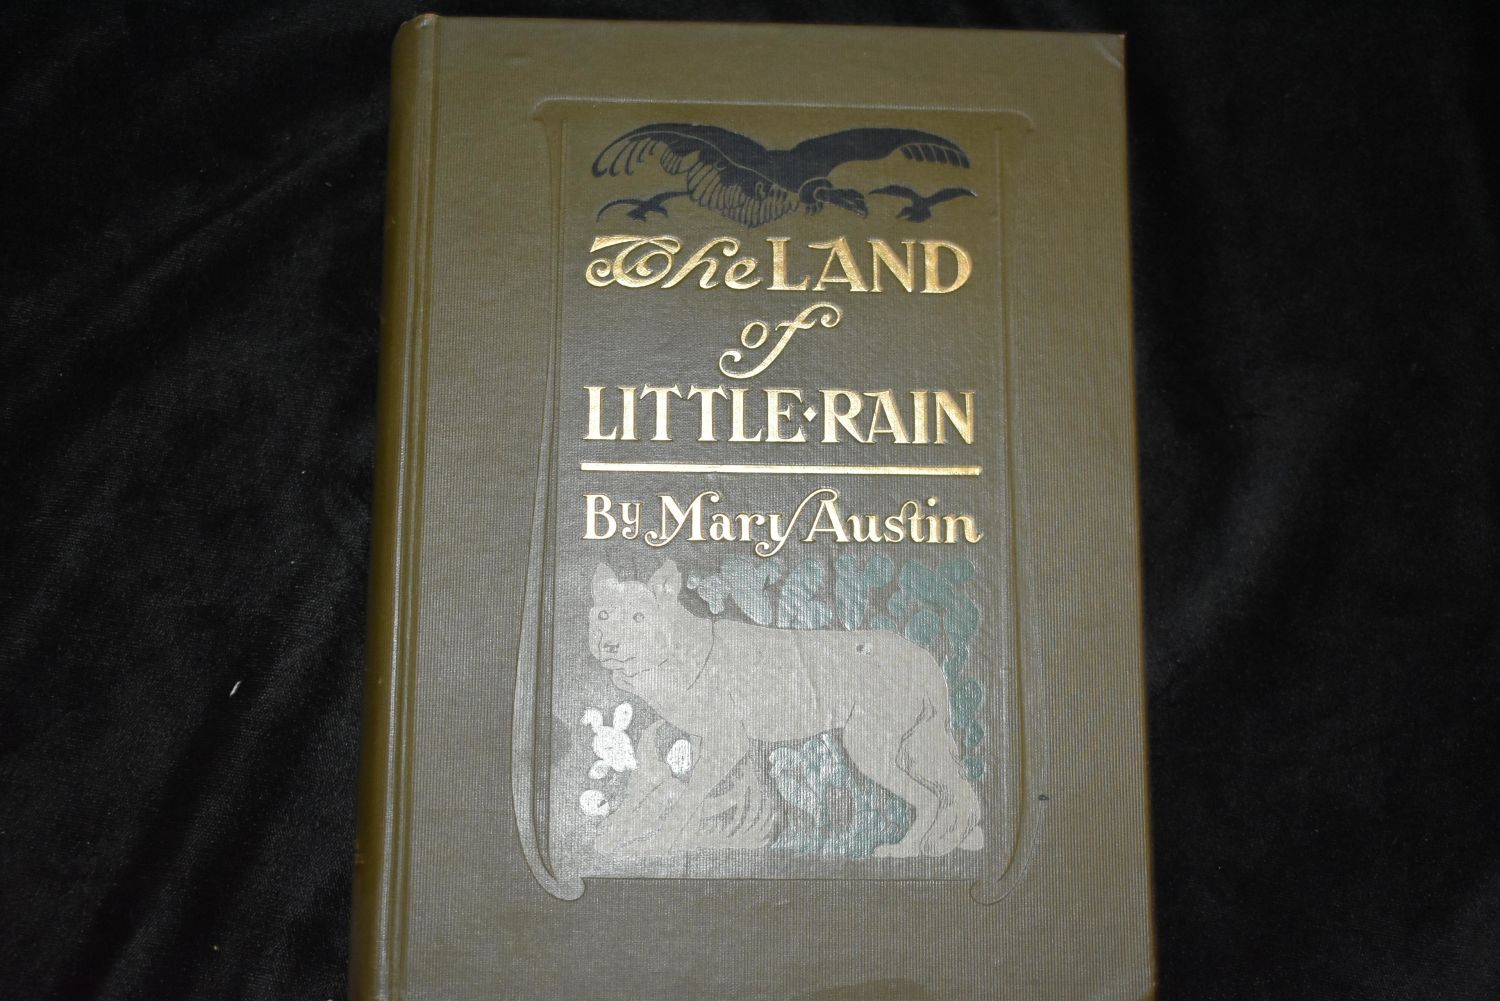 The LAND
of
LITTLE·RAIN
By Mary Austin